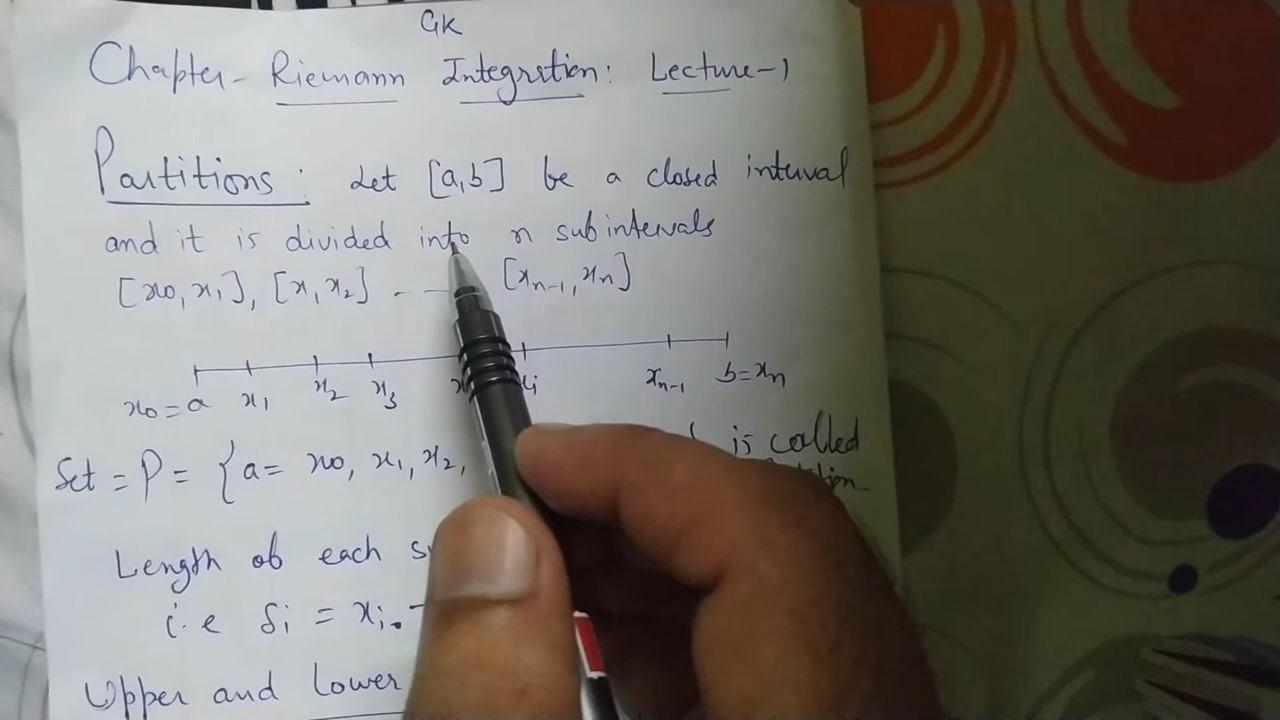 GK
Chapter - Riemann Integration: Lecture-1
Partitions: Let [a,b] be a closed interval
and it is divided into n subintervals
[x0, x1], [x, x2] - - [xn-1, xn]
x0=a x1 x2 x3 xi xn-1 b=xn
Set = P = {a= x0, x1, x2, is called
Length of each
i.e δi = xi -
Upper and Lower